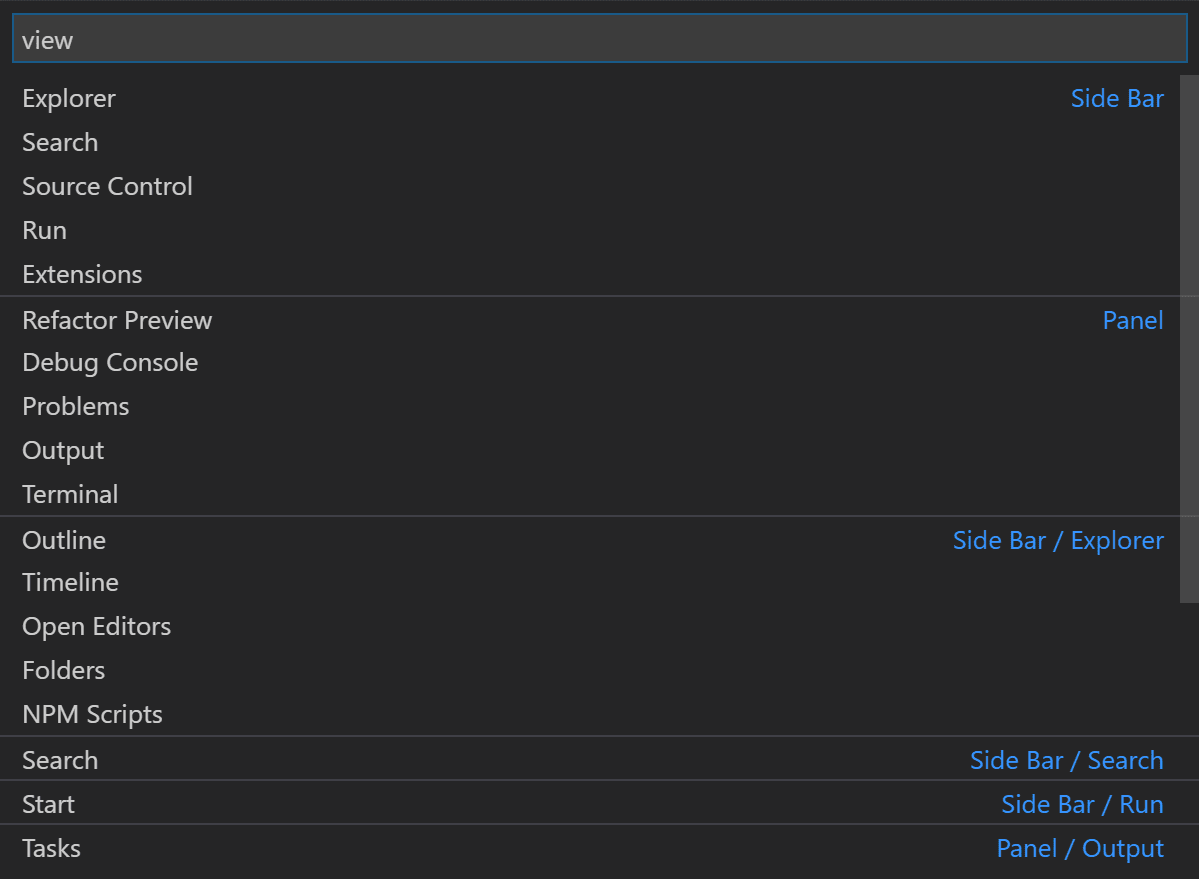 view
Explorer Side Bar
Search
Source Control
Run
Extensions
Refactor Preview Panel
Debug Console
Problems
Output
Terminal
Outline Side Bar / Explorer
Timeline
Open Editors
Folders
NPM Scripts
Search Side Bar / Search
Start Side Bar / Run
Tasks Panel / Output